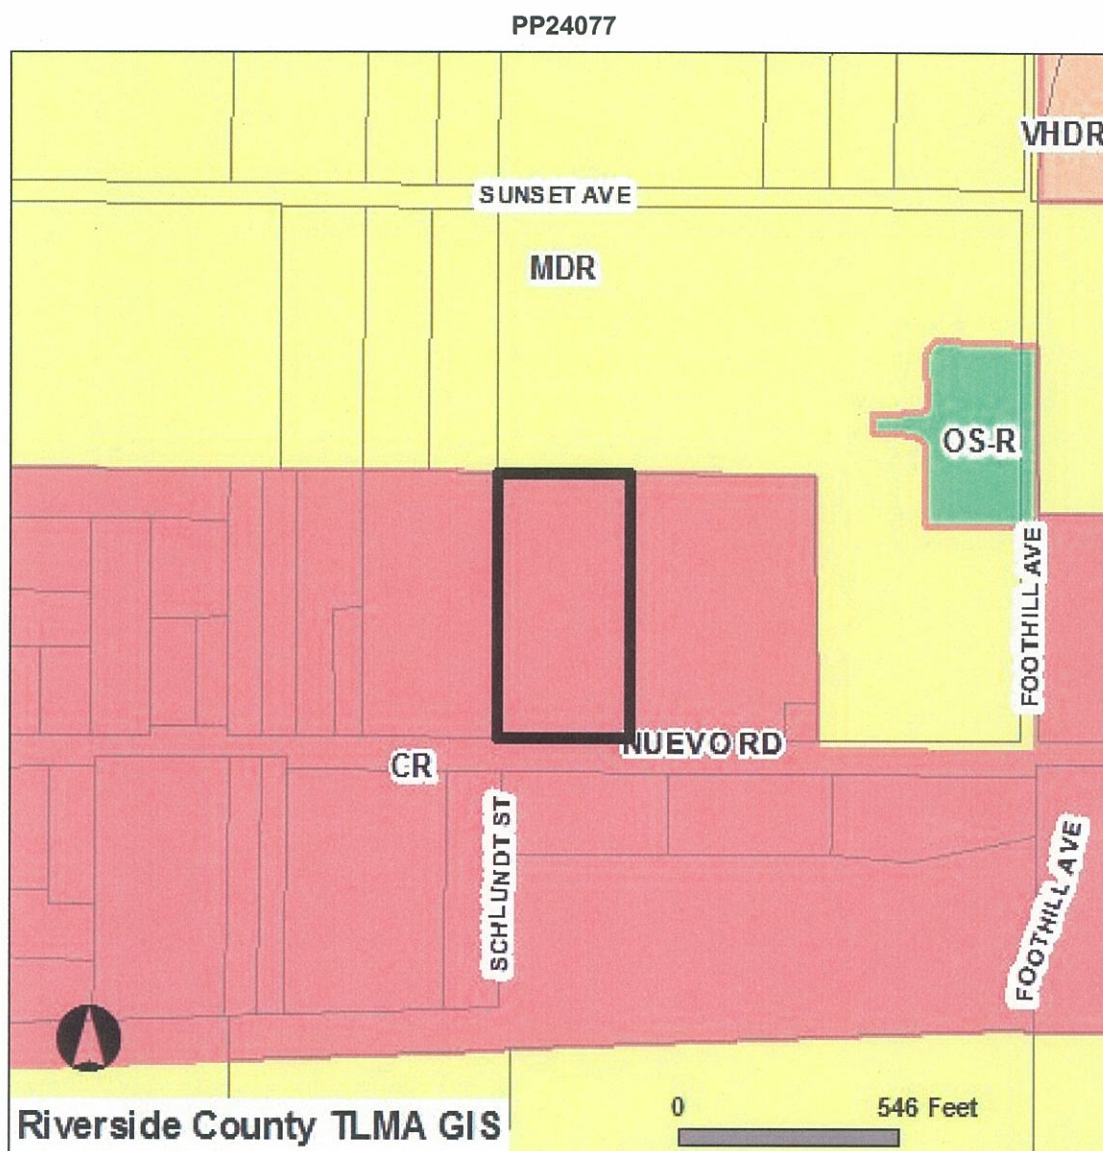 PP24077
VHDR
SUNSET AVE
MDR
OS-R
FOOTHILL AVE
NUEVO RD
CR
SCHLUNDT ST
FOOTHILL AVE
0 546 Feet
Riverside County TLMA GIS